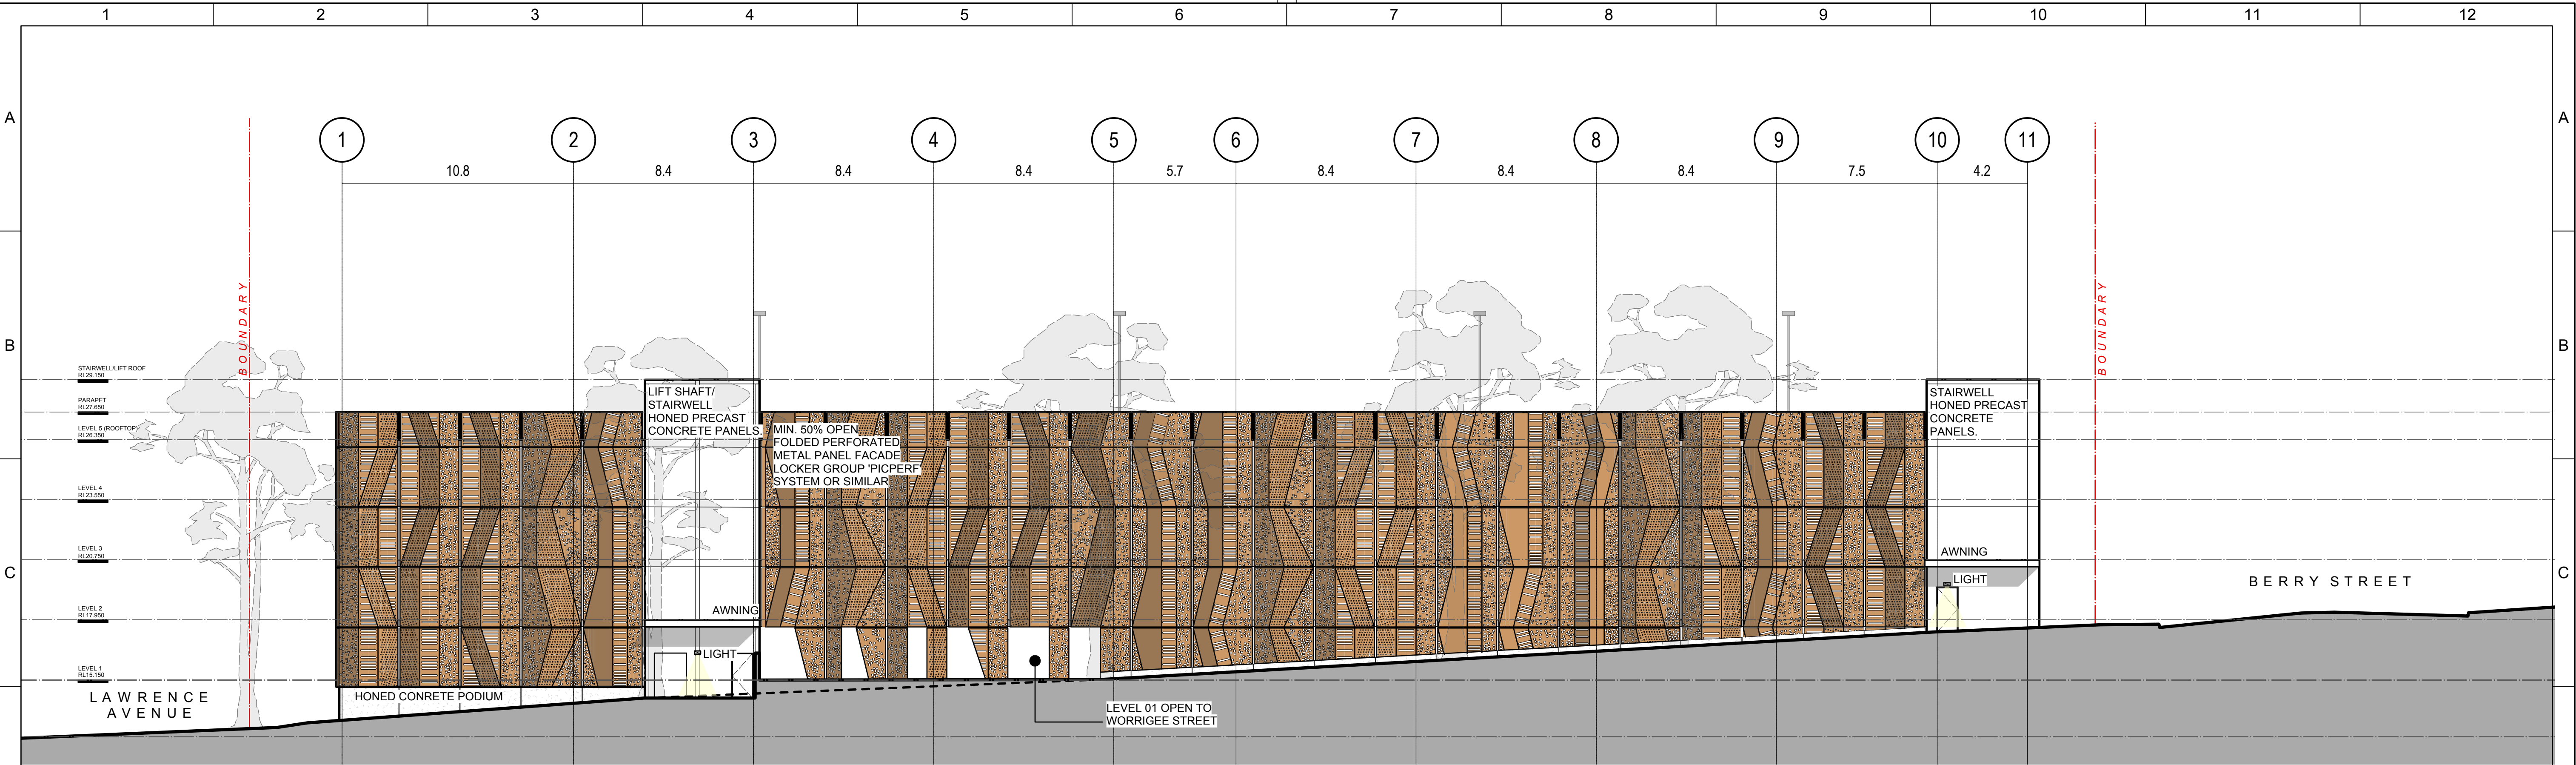 1 2 3 4 5 6 7 8 9 10 11 12
A A
1 2 3 4 5 6 7 8 9 10 11
10.8 8.4 8.4 8.4 5.7 8.4 8.4 8.4 7.5 4.2
BOUNDARY
BOUNDARY
B B
STAIRWELL/LIFT ROOF
RL29.150
PARAPET
RL27.650
LEVEL 5 (ROOFTOP)
RL26.350
LEVEL 4
RL23.550
LEVEL 3
RL20.750
LEVEL 2
RL17.950
LEVEL 1
RL15.150
C C
LIFT SHAFT/
STAIRWELL
HONED PRECAST
CONCRETE PANELS.
MIN. 50% OPEN
FOLDED PERFORATED
METAL PANEL FACADE
LOCKER GROUP 'PICPERF'
SYSTEM OR SIMILAR
STAIRWELL
HONED PRECAST
CONCRETE
PANELS.
AWNING
LIGHT
AWNING
LIGHT
BERRY STREET
LAWRENCE
AVENUE
HONED CONRETE PODIUM
LEVEL 01 OPEN TO
WORRIGEE STREET